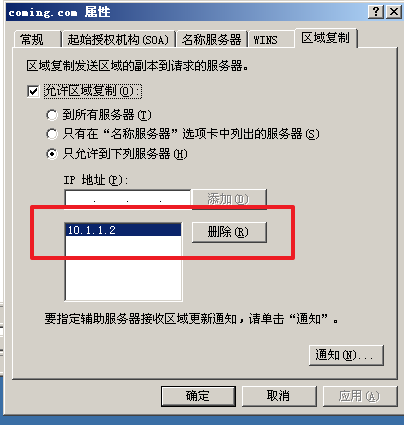 coming.com 属性
常规 起始授权机构(SOA) 名称服务器 WINS 区域复制
区域复制发送区域的副本到请求的服务器。
允许区域复制(O):
到所有服务器(T)
只有在“名称服务器”选项卡中列出的服务器(S)
只允许到下列服务器(H)
IP 地址(P):
. . . 添加(D)
10.1.1.2 删除(R)
要指定辅助服务器接收区域更新通知,请单击“通知”。
通知(N)...
确定 取消 应用(A)